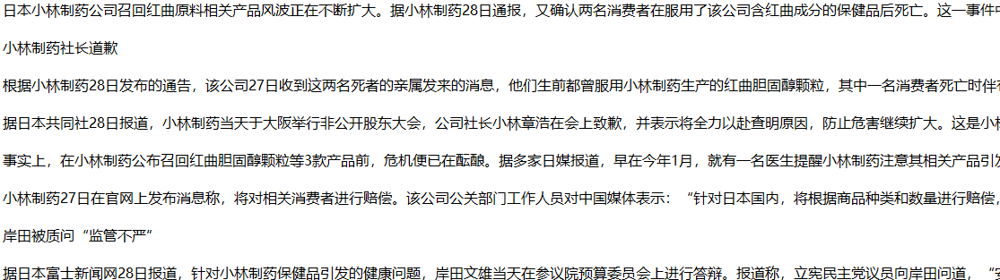 日本小林制药公司召回红曲原料相关产品风波正在不断扩大。据小林制药28日通报，又确认两名消费者在服用了该公司含红曲成分的保健品后死亡。这一事件
小林制药社长道歉
根据小林制药28日发布的通告，该公司27日收到这两名死者的亲属发来的消息，他们生前都曾服用小林制药生产的红曲胆固醇颗粒，其中一名消费者死亡时伴
据日本共同社28日报道，小林制药当天于大阪举行非公开股东大会，公司社长小林章浩在会上致歉，并表示将全力以赴查明原因，防止危害继续扩大。这是小
事实上，在小林制药公布召回红曲胆固醇颗粒等3款产品前，危机便已在酝酿。据多家日媒报道，早在今年1月，就有一名医生提醒小林制药注意其相关产品引
小林制药27日在官网上发布消息称，将对相关消费者进行赔偿。该公司公关部门工作人员对中国媒体表示：“针对日本国内，将根据商品种类和数量进行赔偿，
岸田被质问“监管不严”
据日本富士新闻网28日报道，针对小林制药保健品引发的健康问题，岸田文雄当天在参议院预算委员会上进行答辩。报道称，立宪民主党议员向岸田问道，“